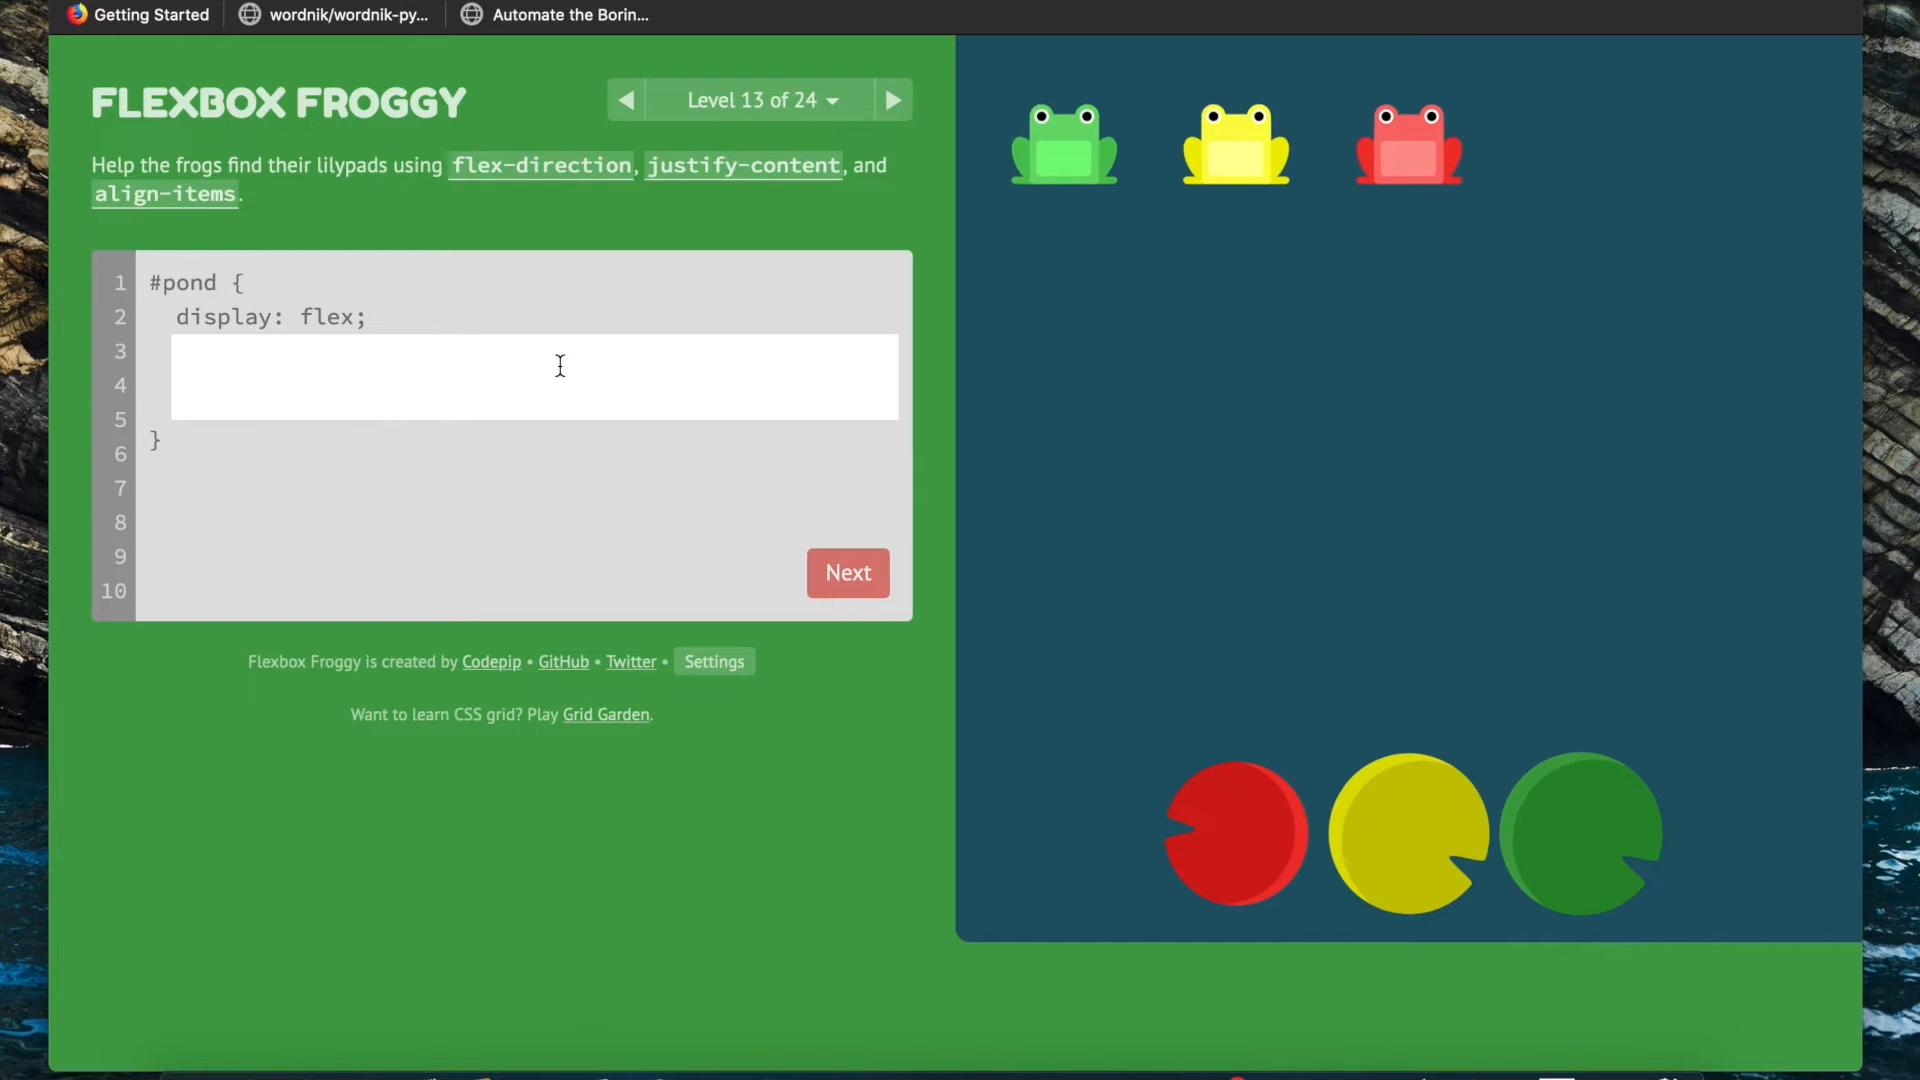 Getting Started
wordnik/wordnik-py...
Automate the Borin...
FLEXBOX FROGGY
Level 13 of 24
Help the frogs find their lilypads using flex-direction, justify-content, and
align-items.
1 #pond {
2 display: flex;
3
4
5
}
6
7
8
9
10
Next
Flexbox Froggy is created by Codepip • GitHub • Twitter • Settings
Want to learn CSS grid? Play Grid Garden.